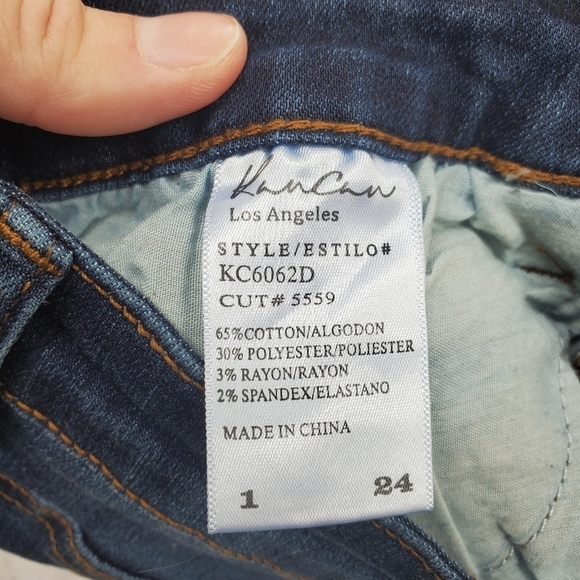 KanCan
Los Angeles
STYLE/ESTILO#
KC6062D
CUT# 5559
65%COTTON/ALGODON
30% POLYESTER/POLIESTER
3% RAYON/RAYON
2% SPANDEX/ELASTANO
MADE IN CHINA
1 24